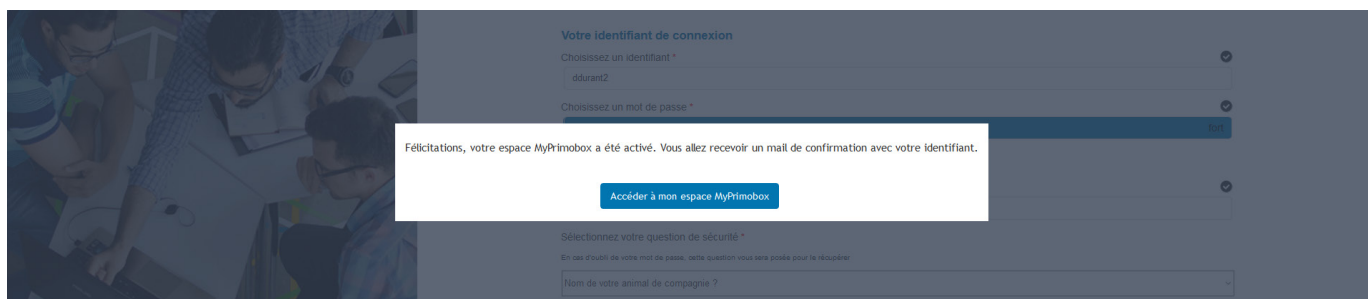 Votre identifiant de connexion
Choisissez un identifiant *
ddurant2
Choisissez un mot de passe *
fort
Félicitations, votre espace MyPrimobox a été activé. Vous allez recevoir un mail de confirmation avec votre identifiant.
Accéder à mon espace MyPrimobox
Sélectionnez votre question de sécurité *
En cas d'oubli de votre mot de passe, cette question vous sera posée pour le récupérer
Nom de votre animal de compagnie ?